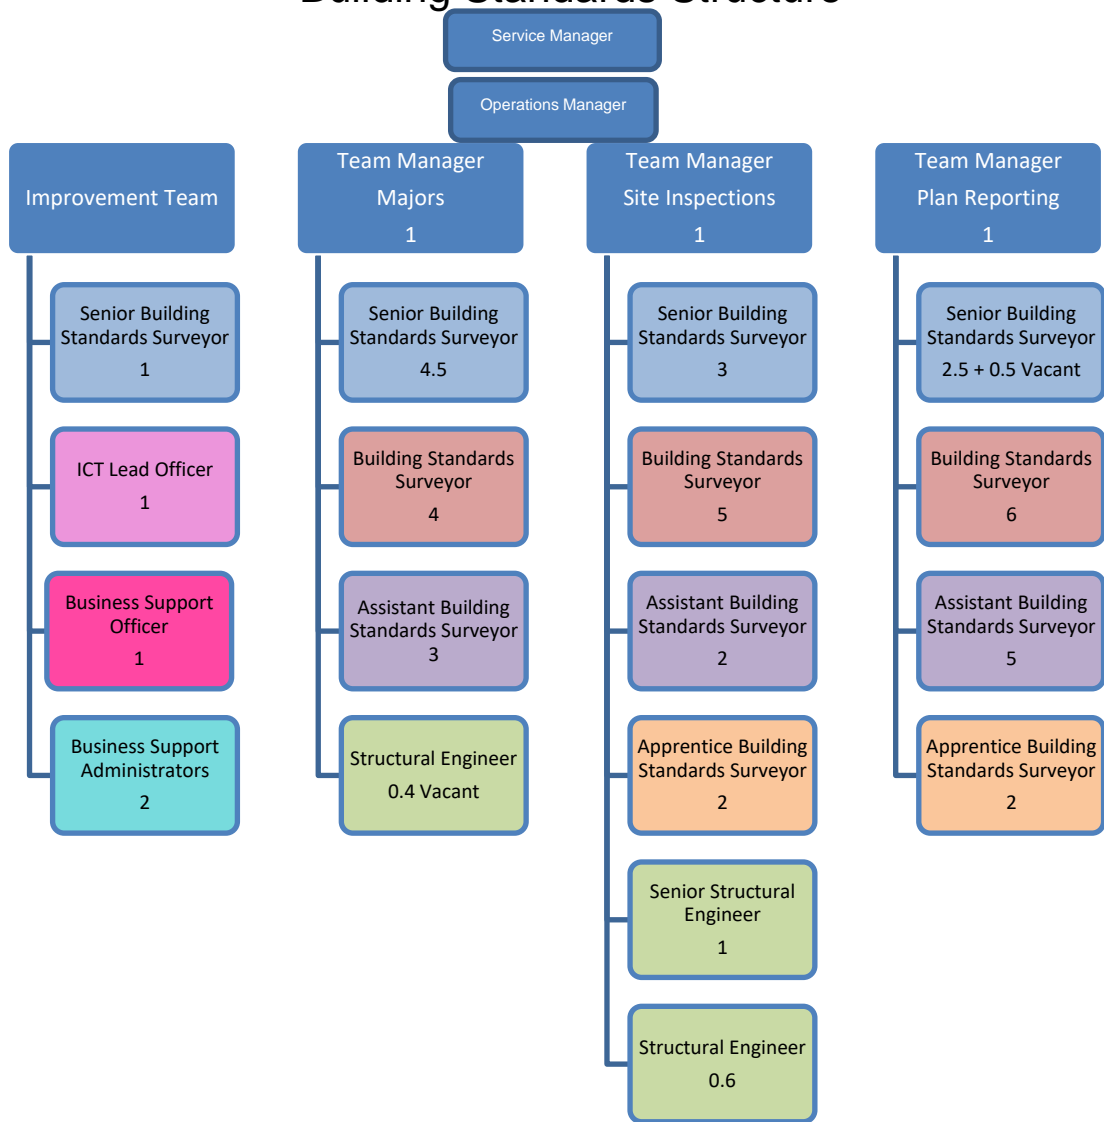 Building Standards Structure
Service Manager
Operations Manager
Improvement Team
Senior Building
Standards Surveyor
1
ICT Lead Officer
1
Business Support
Officer
1
Business Support
Administrators
2
Team Manager
Majors
1
Senior Building
Standards Surveyor
4.5
Building Standards
Surveyor
4
Assistant Building
Standards Surveyor
3
Structural Engineer
0.4 Vacant
Team Manager
Site Inspections
1
Senior Building
Standards Surveyor
3
Building Standards
Surveyor
5
Assistant Building
Standards Surveyor
2
Apprentice Building
Standards Surveyor
2
Senior Structural
Engineer
1
Structural Engineer
0.6
Team Manager
Plan Reporting
1
Senior Building
Standards Surveyor
2.5 + 0.5 Vacant
Building Standards
Surveyor
6
Assistant Building
Standards Surveyor
5
Apprentice Building
Standards Surveyor
2